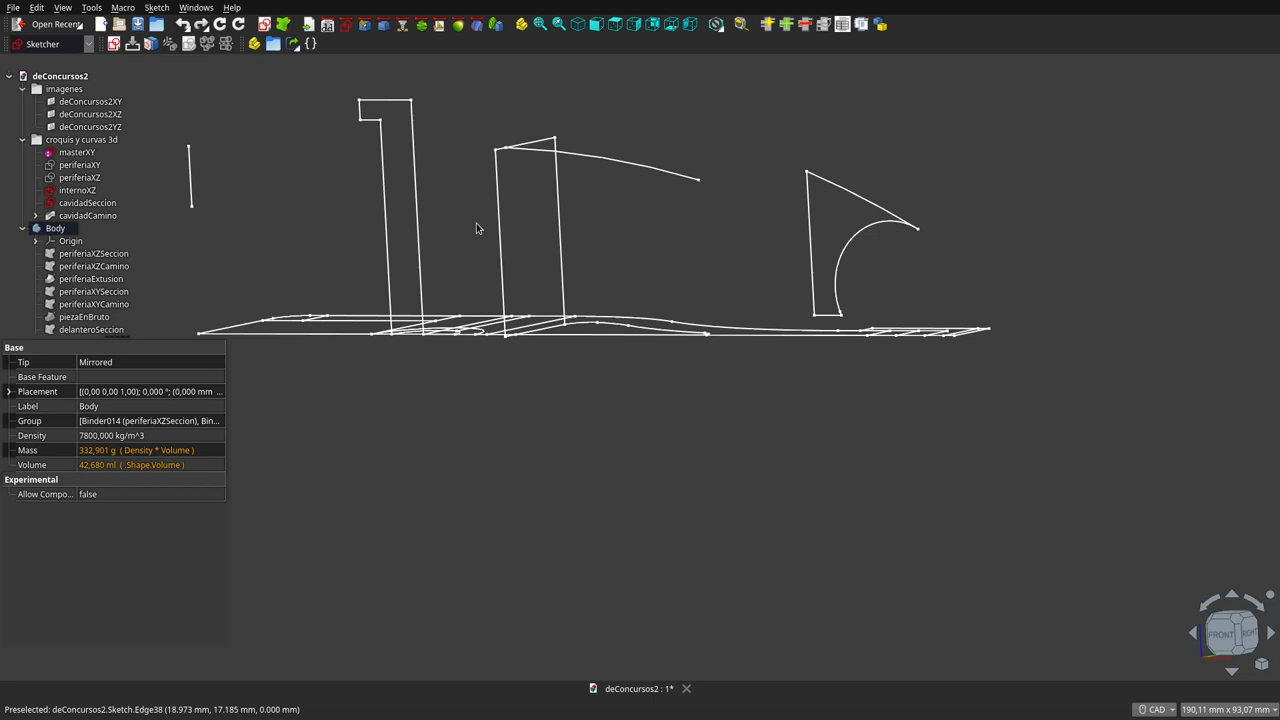 File Edit View Tools Macro Sketch Windows Help
Open Recent
Sketcher
deConcursos2
imagenes
deConcursos2XY
deConcursos2XZ
deConcursos2YZ
croquis y curvas 3d
masterXY
periferiaXY
periferiaXZ
internoXZ
cavidadSeccion
cavidadCamino
Body
Origin
periferiaXZSeccion
periferiaXZCamino
periferiaExtusion
periferiaXYSeccion
periferiaXYCamino
piezaEnBruto
delanteroSeccion
Base
Tip Mirrored
Base Feature
Placement [(0,00 0,00 1,00); 0,000 °; (0,000 mm ...
Label Body
Group [Binder014 (periferiaXZSeccion), Bin...
Density 7800,000 kg/m^3
Mass 332,901 g ( Density * Volume )
Volume 42,680 ml ( .Shape.Volume )
Experimental
Allow Compo... false
FRONT RIGHT
deConcursos2 : 1*
Preselected: deConcursos2.Sketch.Edge38 (18.973 mm, 17.185 mm, 0.000 mm)
CAD
190,11 mm x 93,07 mm